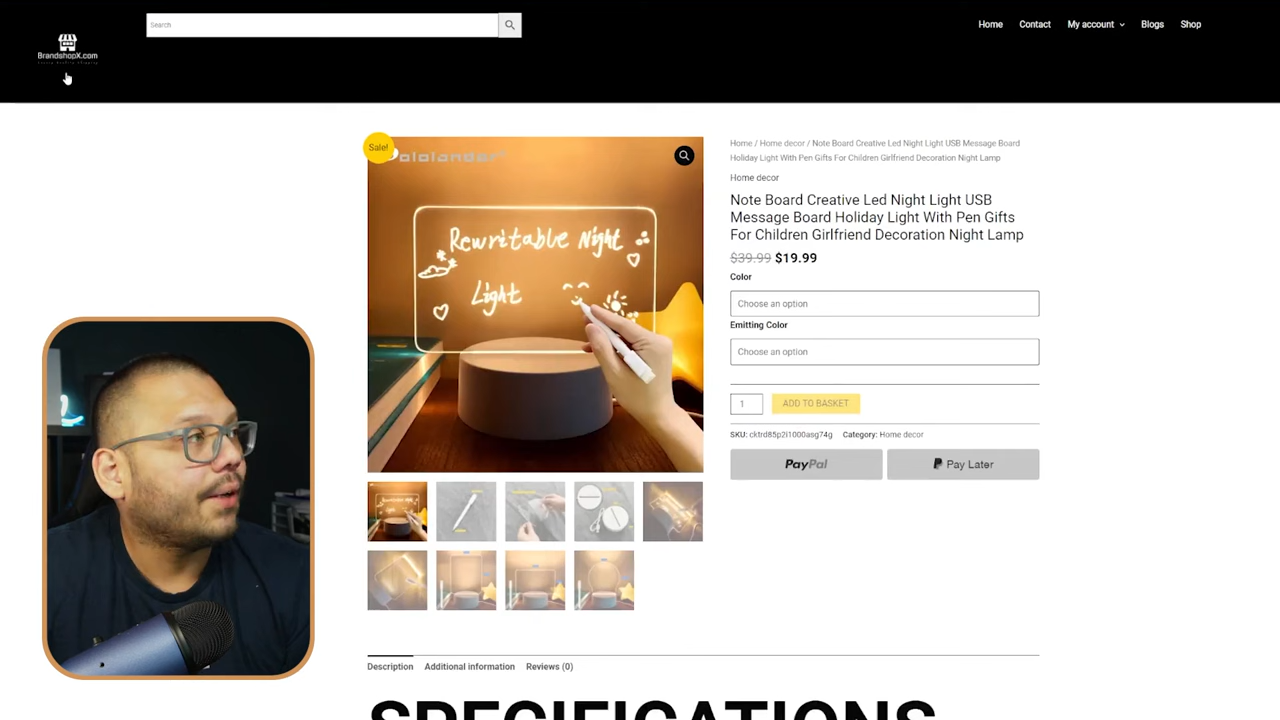 Search
Home
Contact
My account
Blogs
Shop
BrandshopX.com
Sale!
Rewritable Night
Light
Home / Home decor / Note Board Creative Led Night Light USB
Message Board Holiday Light With Pen Gifts For Children Girlfriend Decoration Night Lamp
Home decor
Note Board Creative Led Night Light USB
Message Board Holiday Light With Pen Gifts
For Children Girlfriend Decoration Night Lamp
$39.99 $19.99
Color
Choose an option
Emitting Color
Choose an option
1
ADD TO BASKET
SKU: cktrd85p2i1000asg74g Category: Home decor
PayPal
Pay Later
Description
Additional information
Reviews (0)
SPECIFICATIONS